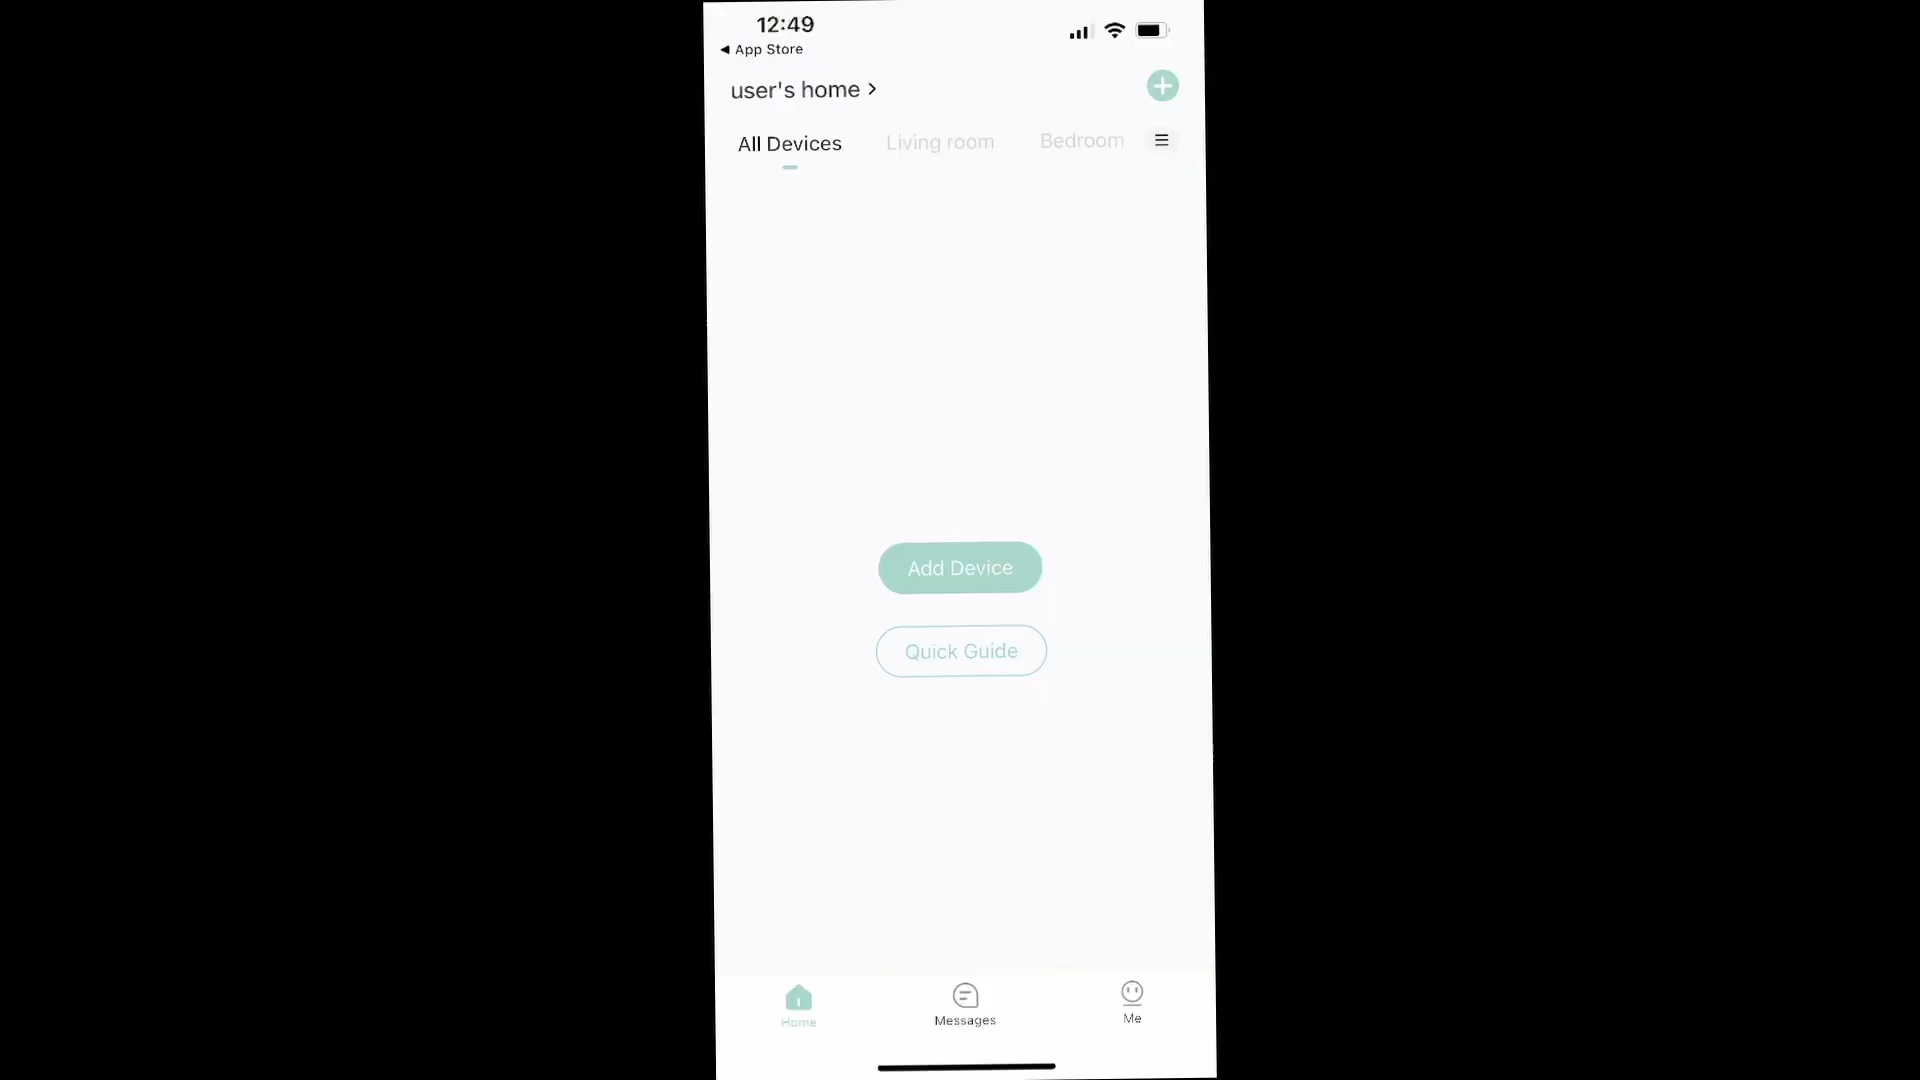 12:49
◀ App Store
user's home >
All Devices
Living room
Bedroom
Add Device
Quick Guide
Home
Messages
Me